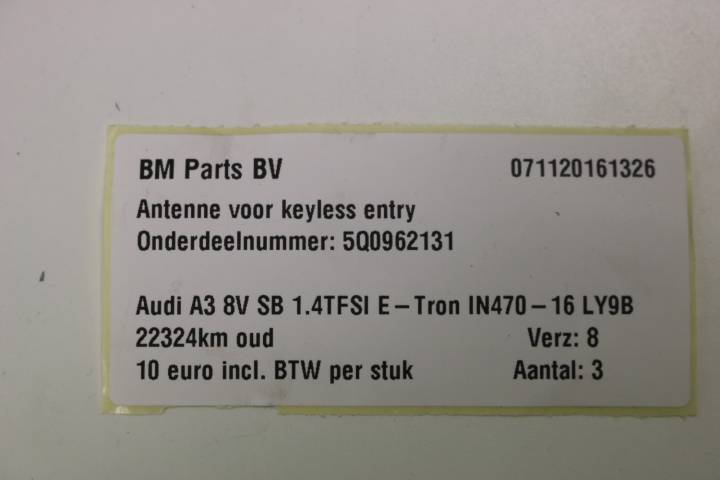 BM Parts BV 071120161326
Antenne voor keyless entry
Onderdeelnummer: 5Q0962131
Audi A3 8V SB 1.4TFSI E-Tron IN470-16 LY9B
22324km oud Verz: 8
10 euro incl. BTW per stuk Aantal: 3